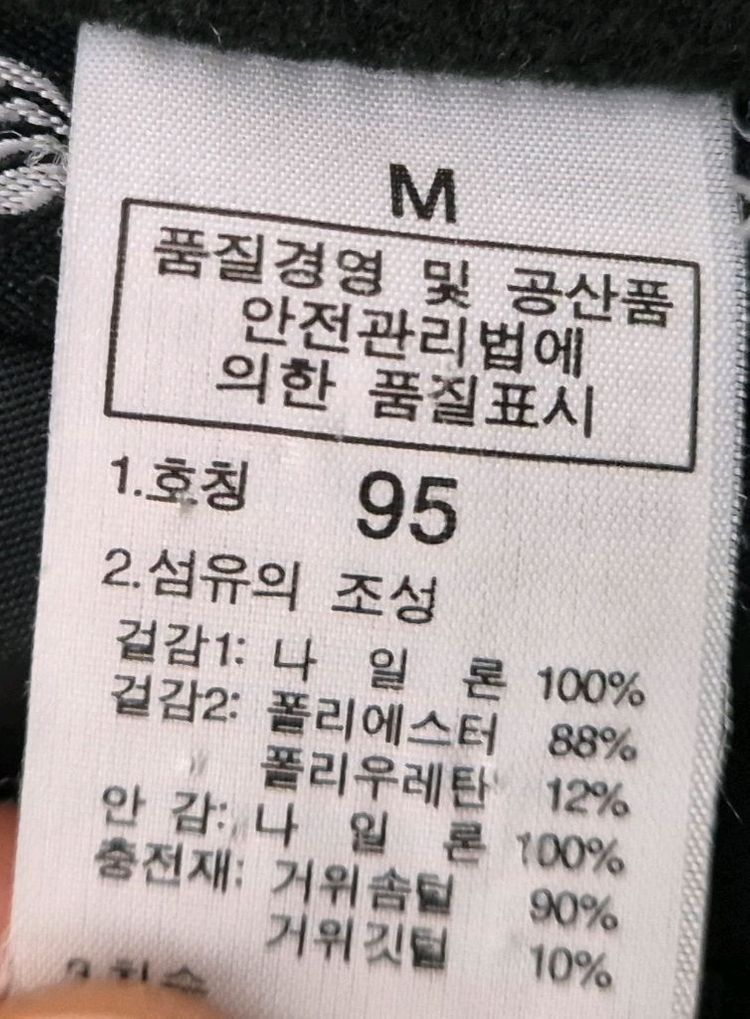 M
품질경영 및 공산품
안전관리법에
의한 품질표시
1.호칭 95
2.섬유의 조성
겉감1: 나 일 론 100%
겉감2: 폴리에스터 88%
폴리우레탄 12%
안 감: 나 일 론 100%
충전재: 거위솜털 90%
거위깃털 10%